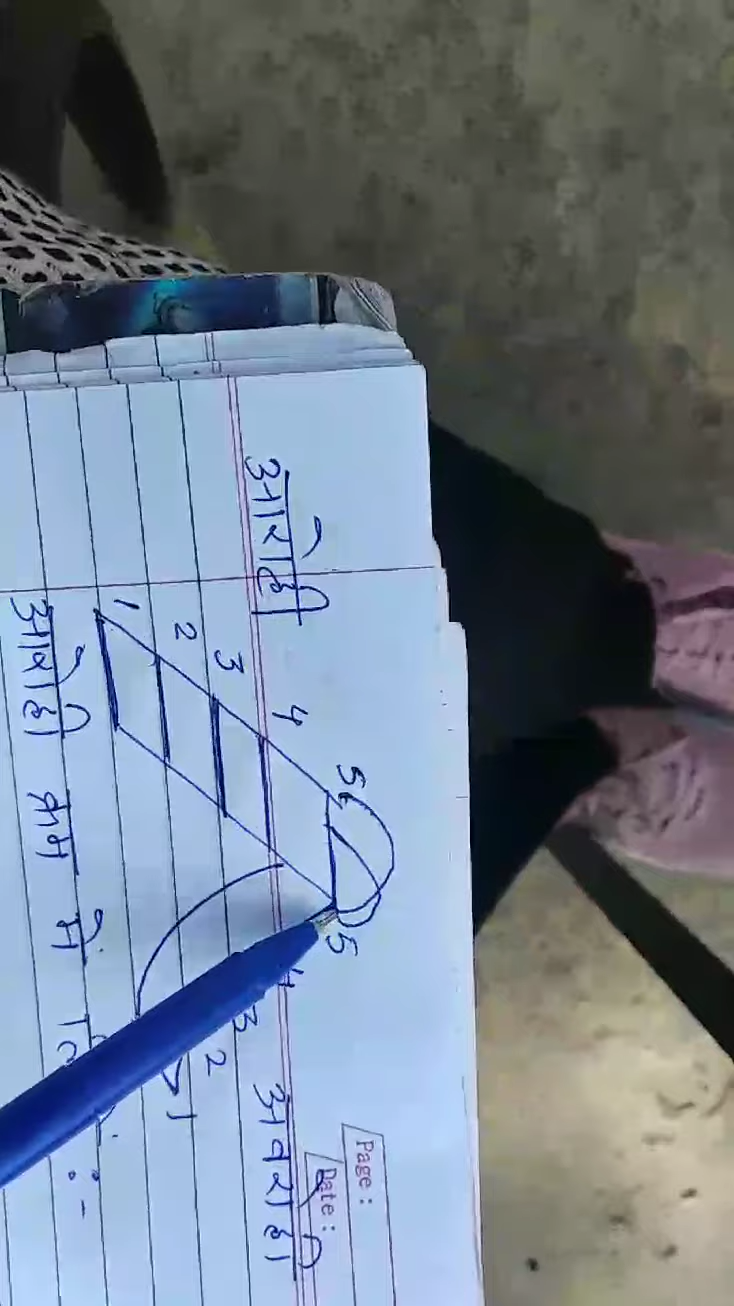 Page :
Date :
आरोही
अवरोही
5 5
4 4
3 3
2 2
1 1
आरोही क्रम में :-